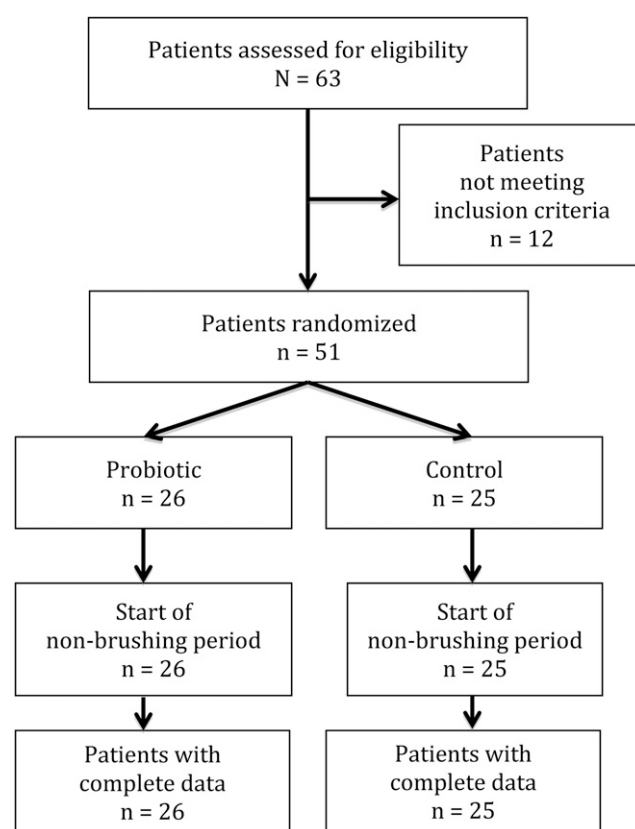 Patients assessed for eligibility
N = 63
Patients
not meeting
inclusion criteria
n = 12
Patients randomized
n = 51
Probiotic
n = 26
Control
n = 25
Start of
non-brushing period
n = 26
Start of
non-brushing period
n = 25
Patients with
complete data
n = 26
Patients with
complete data
n = 25